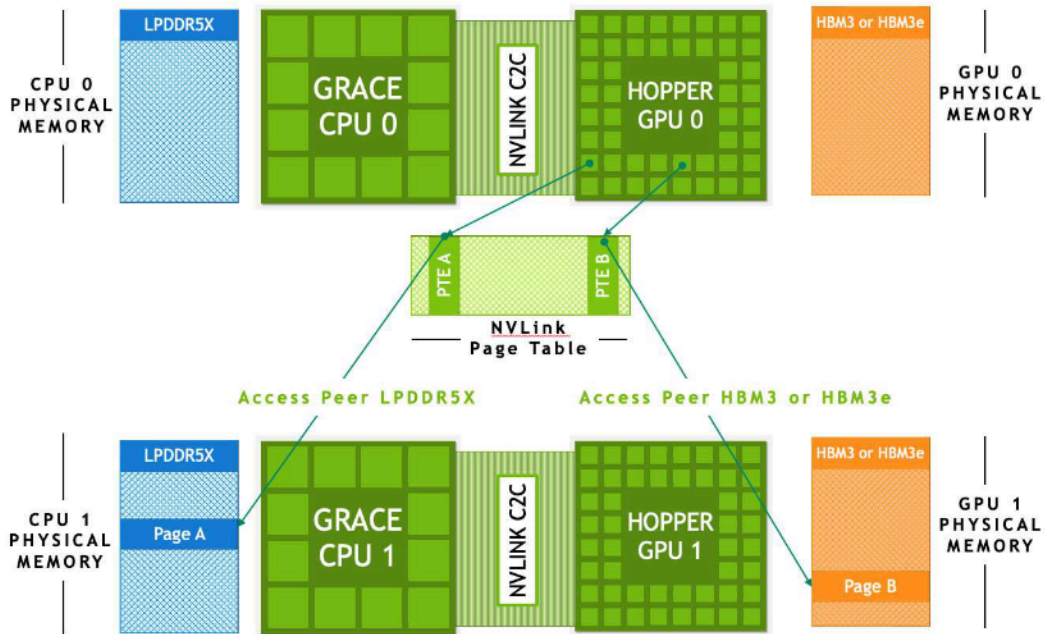 LPDDR5X
CPU 0
PHYSICAL
MEMORY
GRACE
CPU 0
NVLINK C2C
HOPPER
GPU 0
HBM3 or HBM3e
GPU 0
PHYSICAL
MEMORY
PTE A
PTE B
NVLink
Page Table
Access Peer LPDDR5X
Access Peer HBM3 or HBM3e
LPDDR5X
Page A
CPU 1
PHYSICAL
MEMORY
GRACE
CPU 1
NVLINK C2C
HOPPER
GPU 1
HBM3 or HBM3e
Page B
GPU 1
PHYSICAL
MEMORY